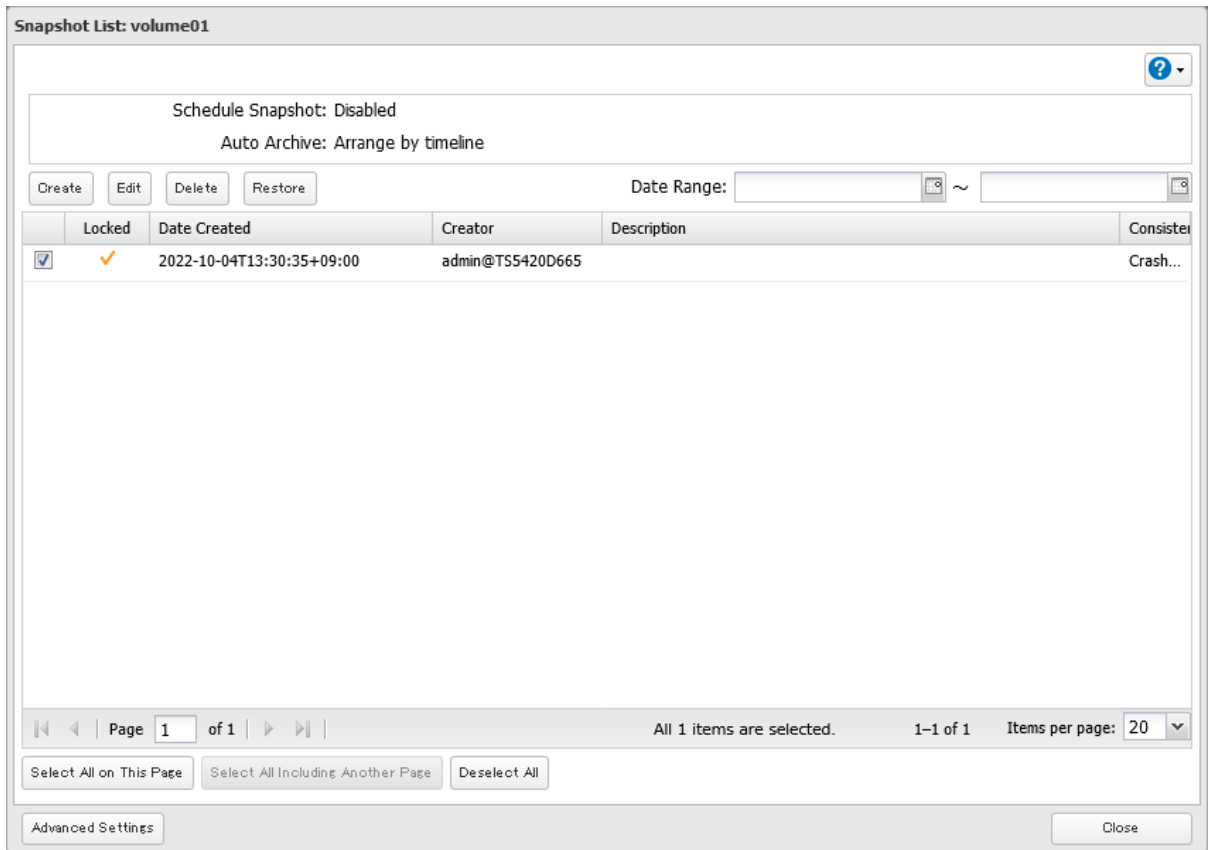 Snapshot List: volume01
Schedule Snapshot: Disabled
Auto Archive: Arrange by timeline
Create Edit Delete Restore Date Range: ~
Locked Date Created Creator Description Consister
2022-10-04T13:30:35+09:00 admin@TS5420D665 Crash...
Page 1 of 1 All 1 items are selected. 1–1 of 1 Items per page: 20
Select All on This Page Select All Including Another Page Deselect All
Advanced Settings Close